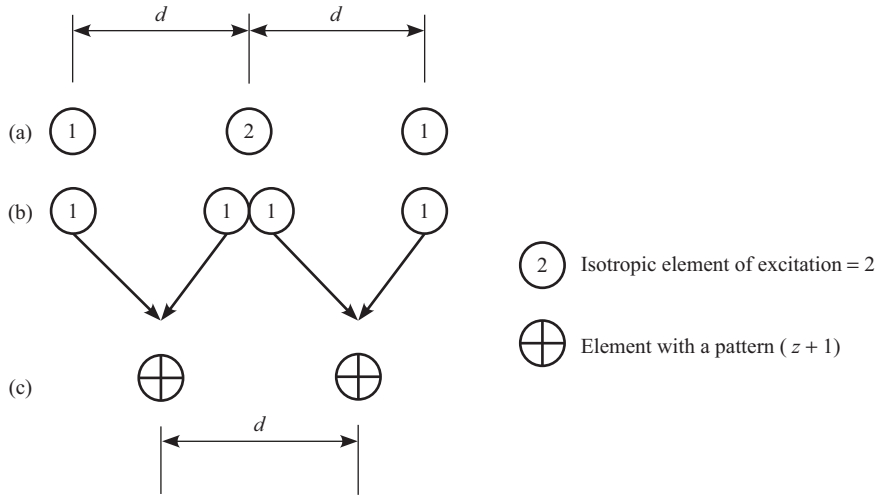 d d
(a) 1 2 1
(b) 1 1 1 1
2 Isotropic element of excitation = 2
Element with a pattern ( z + 1)
(c)
d